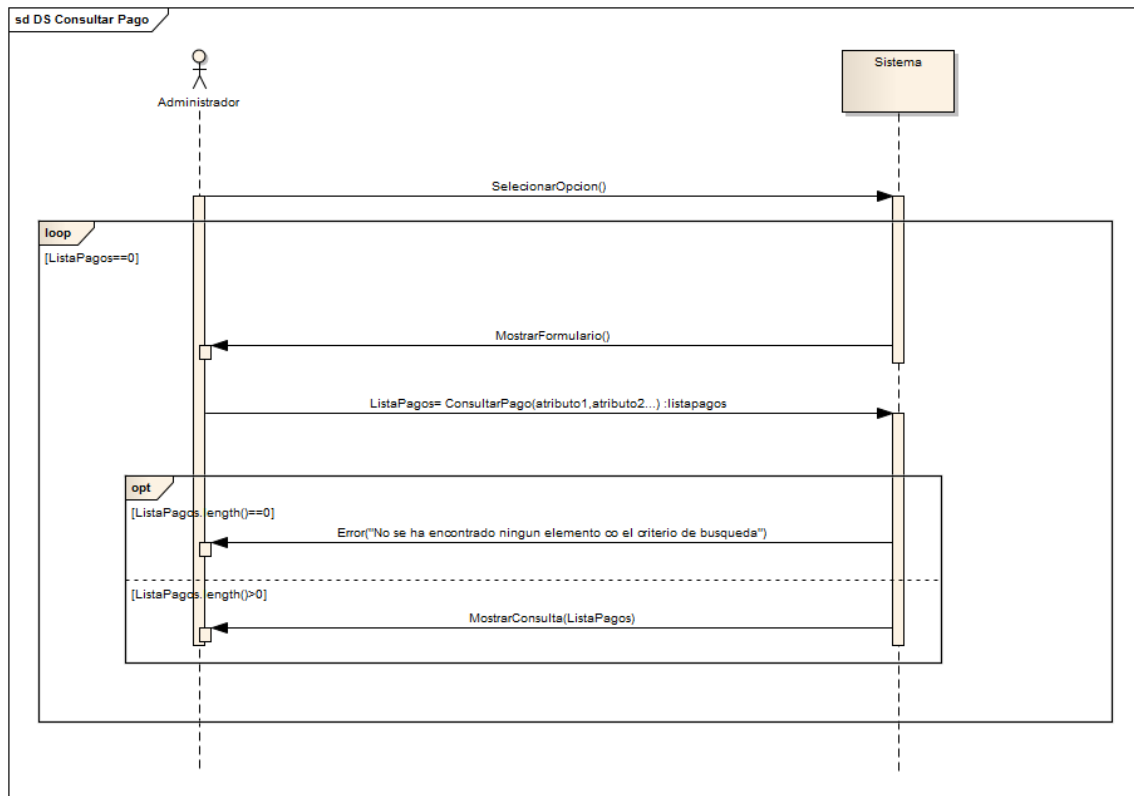 sd DS Consultar Pago
Administrador
Sistema
SelecionarOpcion()
loop
[ListaPagos==0]
MostrarFormulario()
ListaPagos= ConsultarPago(atributo1,atributo2...) :listapagos
opt
[ListaPagos.length()==0]
Error("No se ha encontrado ningun elemento co el criterio de busqueda")
[ListaPagos.length()>0]
MostrarConsulta(ListaPagos)